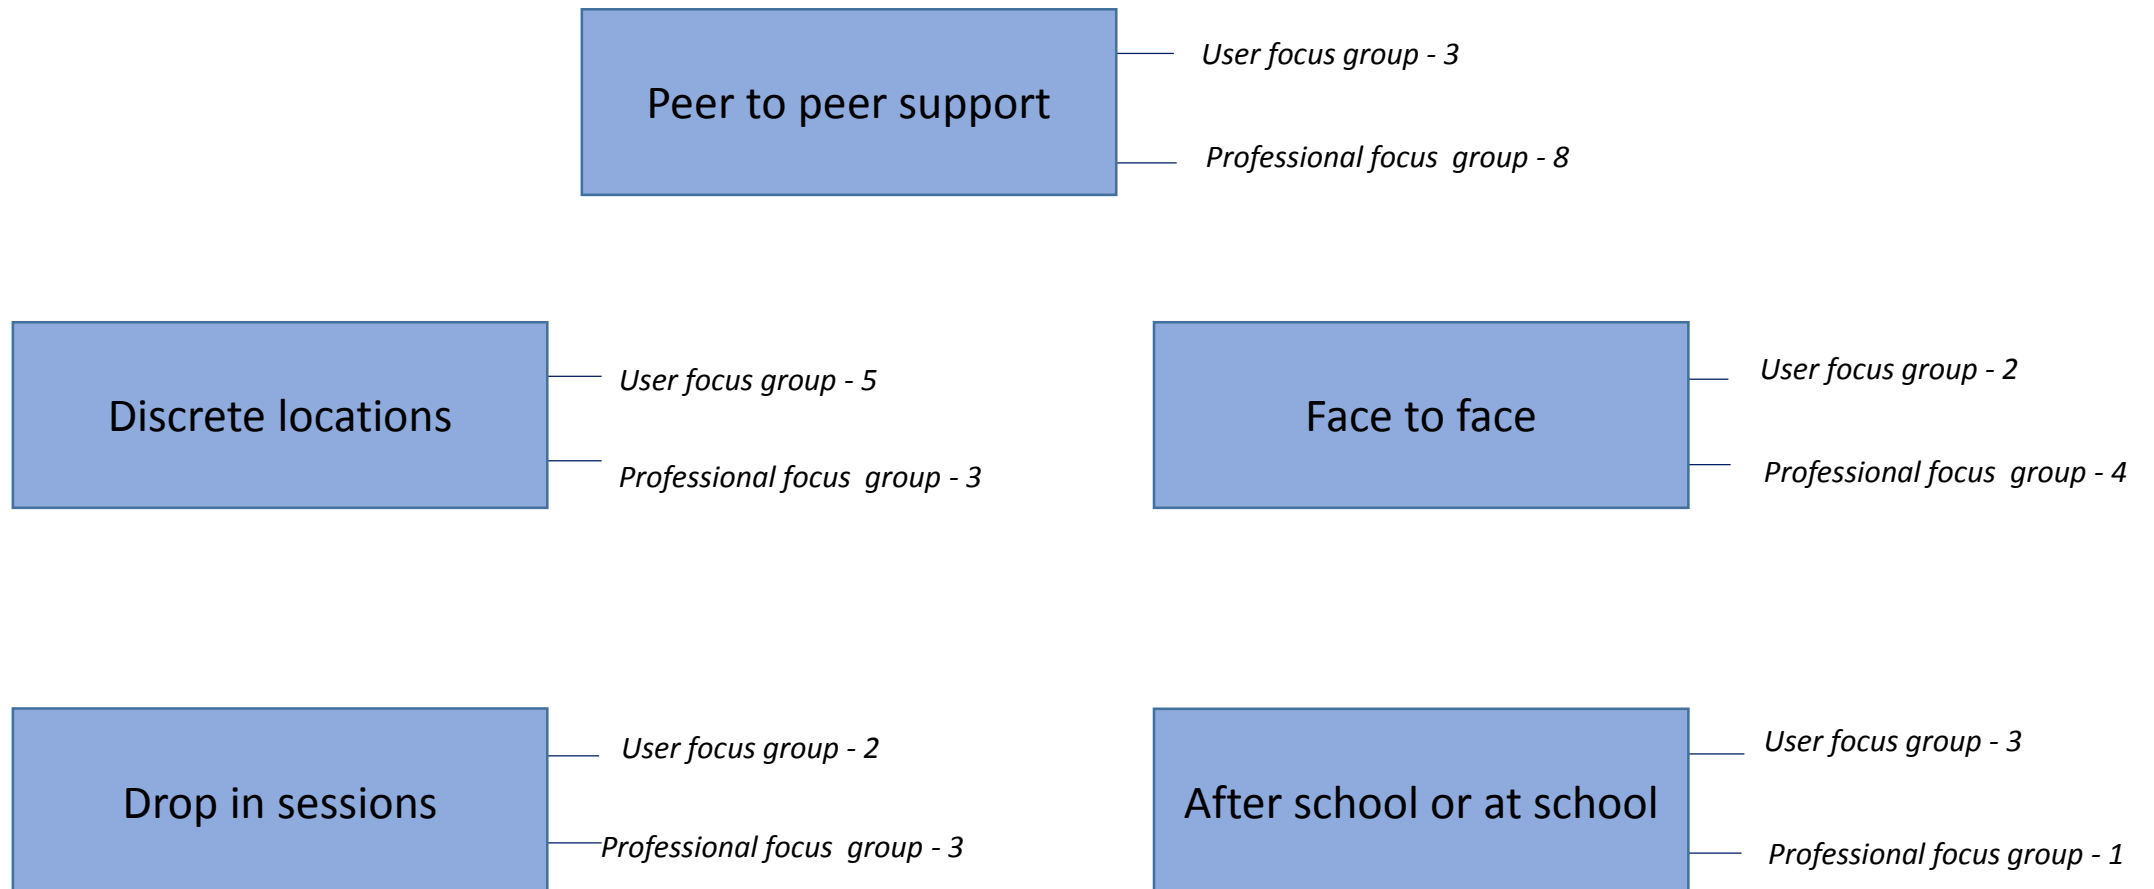 Peer to peer support
User focus group - 3
Professional focus  group - 8
Discrete locations
User focus group - 5
Professional focus  group - 3
Face to face
User focus group - 2
Professional focus  group - 4
Drop in sessions
User focus group - 2
Professional focus  group - 3
After school or at school
User focus group - 3
Professional focus group - 1